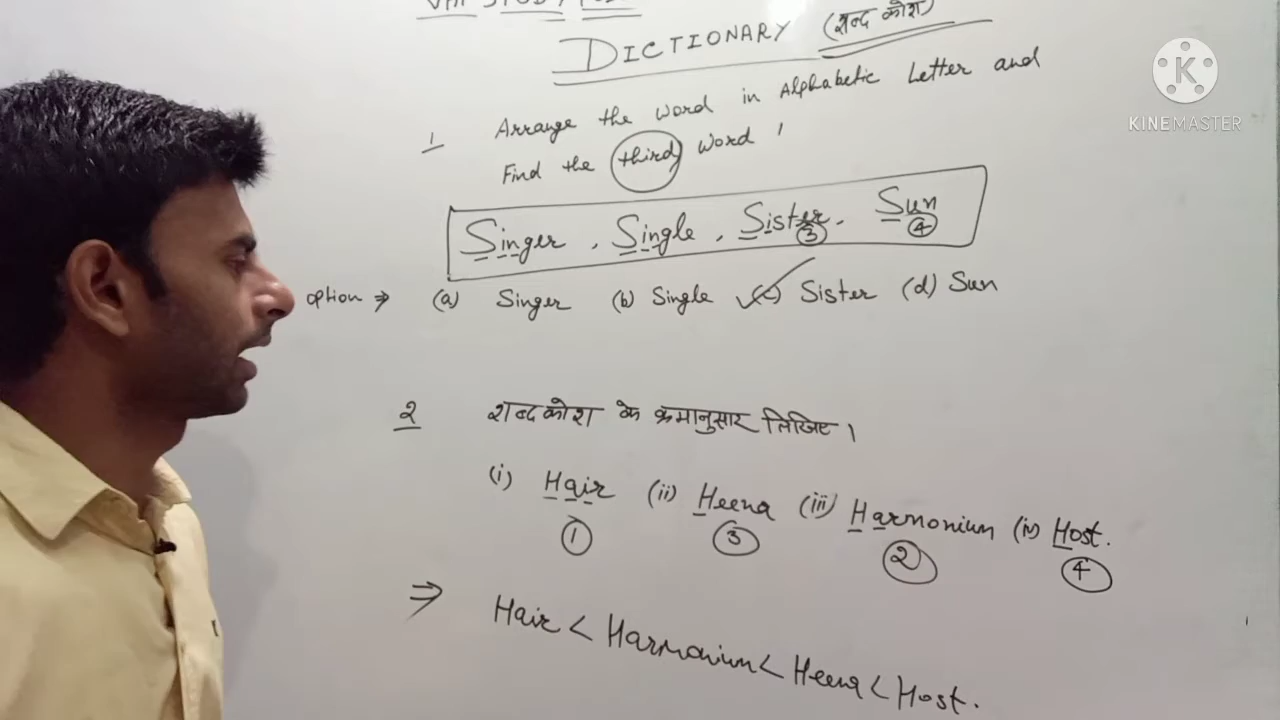 STUDY
DICTIONARY (शब्द कोश)
1 Arrange the word in Alphabetic Letter and
Find the third word '
Singer , Single , Sister . Sun
3 4
option ⇒ (a) Singer (b) Single (c) Sister (d) Sun
२ शब्दकोश के क्रमानुसार लिखिए ।
(i) Hair (ii) Heena (iii) Harmonium (iv) Host.
1 3 2 4
⇒ Hair < Harmonium < Heena < Host.
K
KINEMASTER